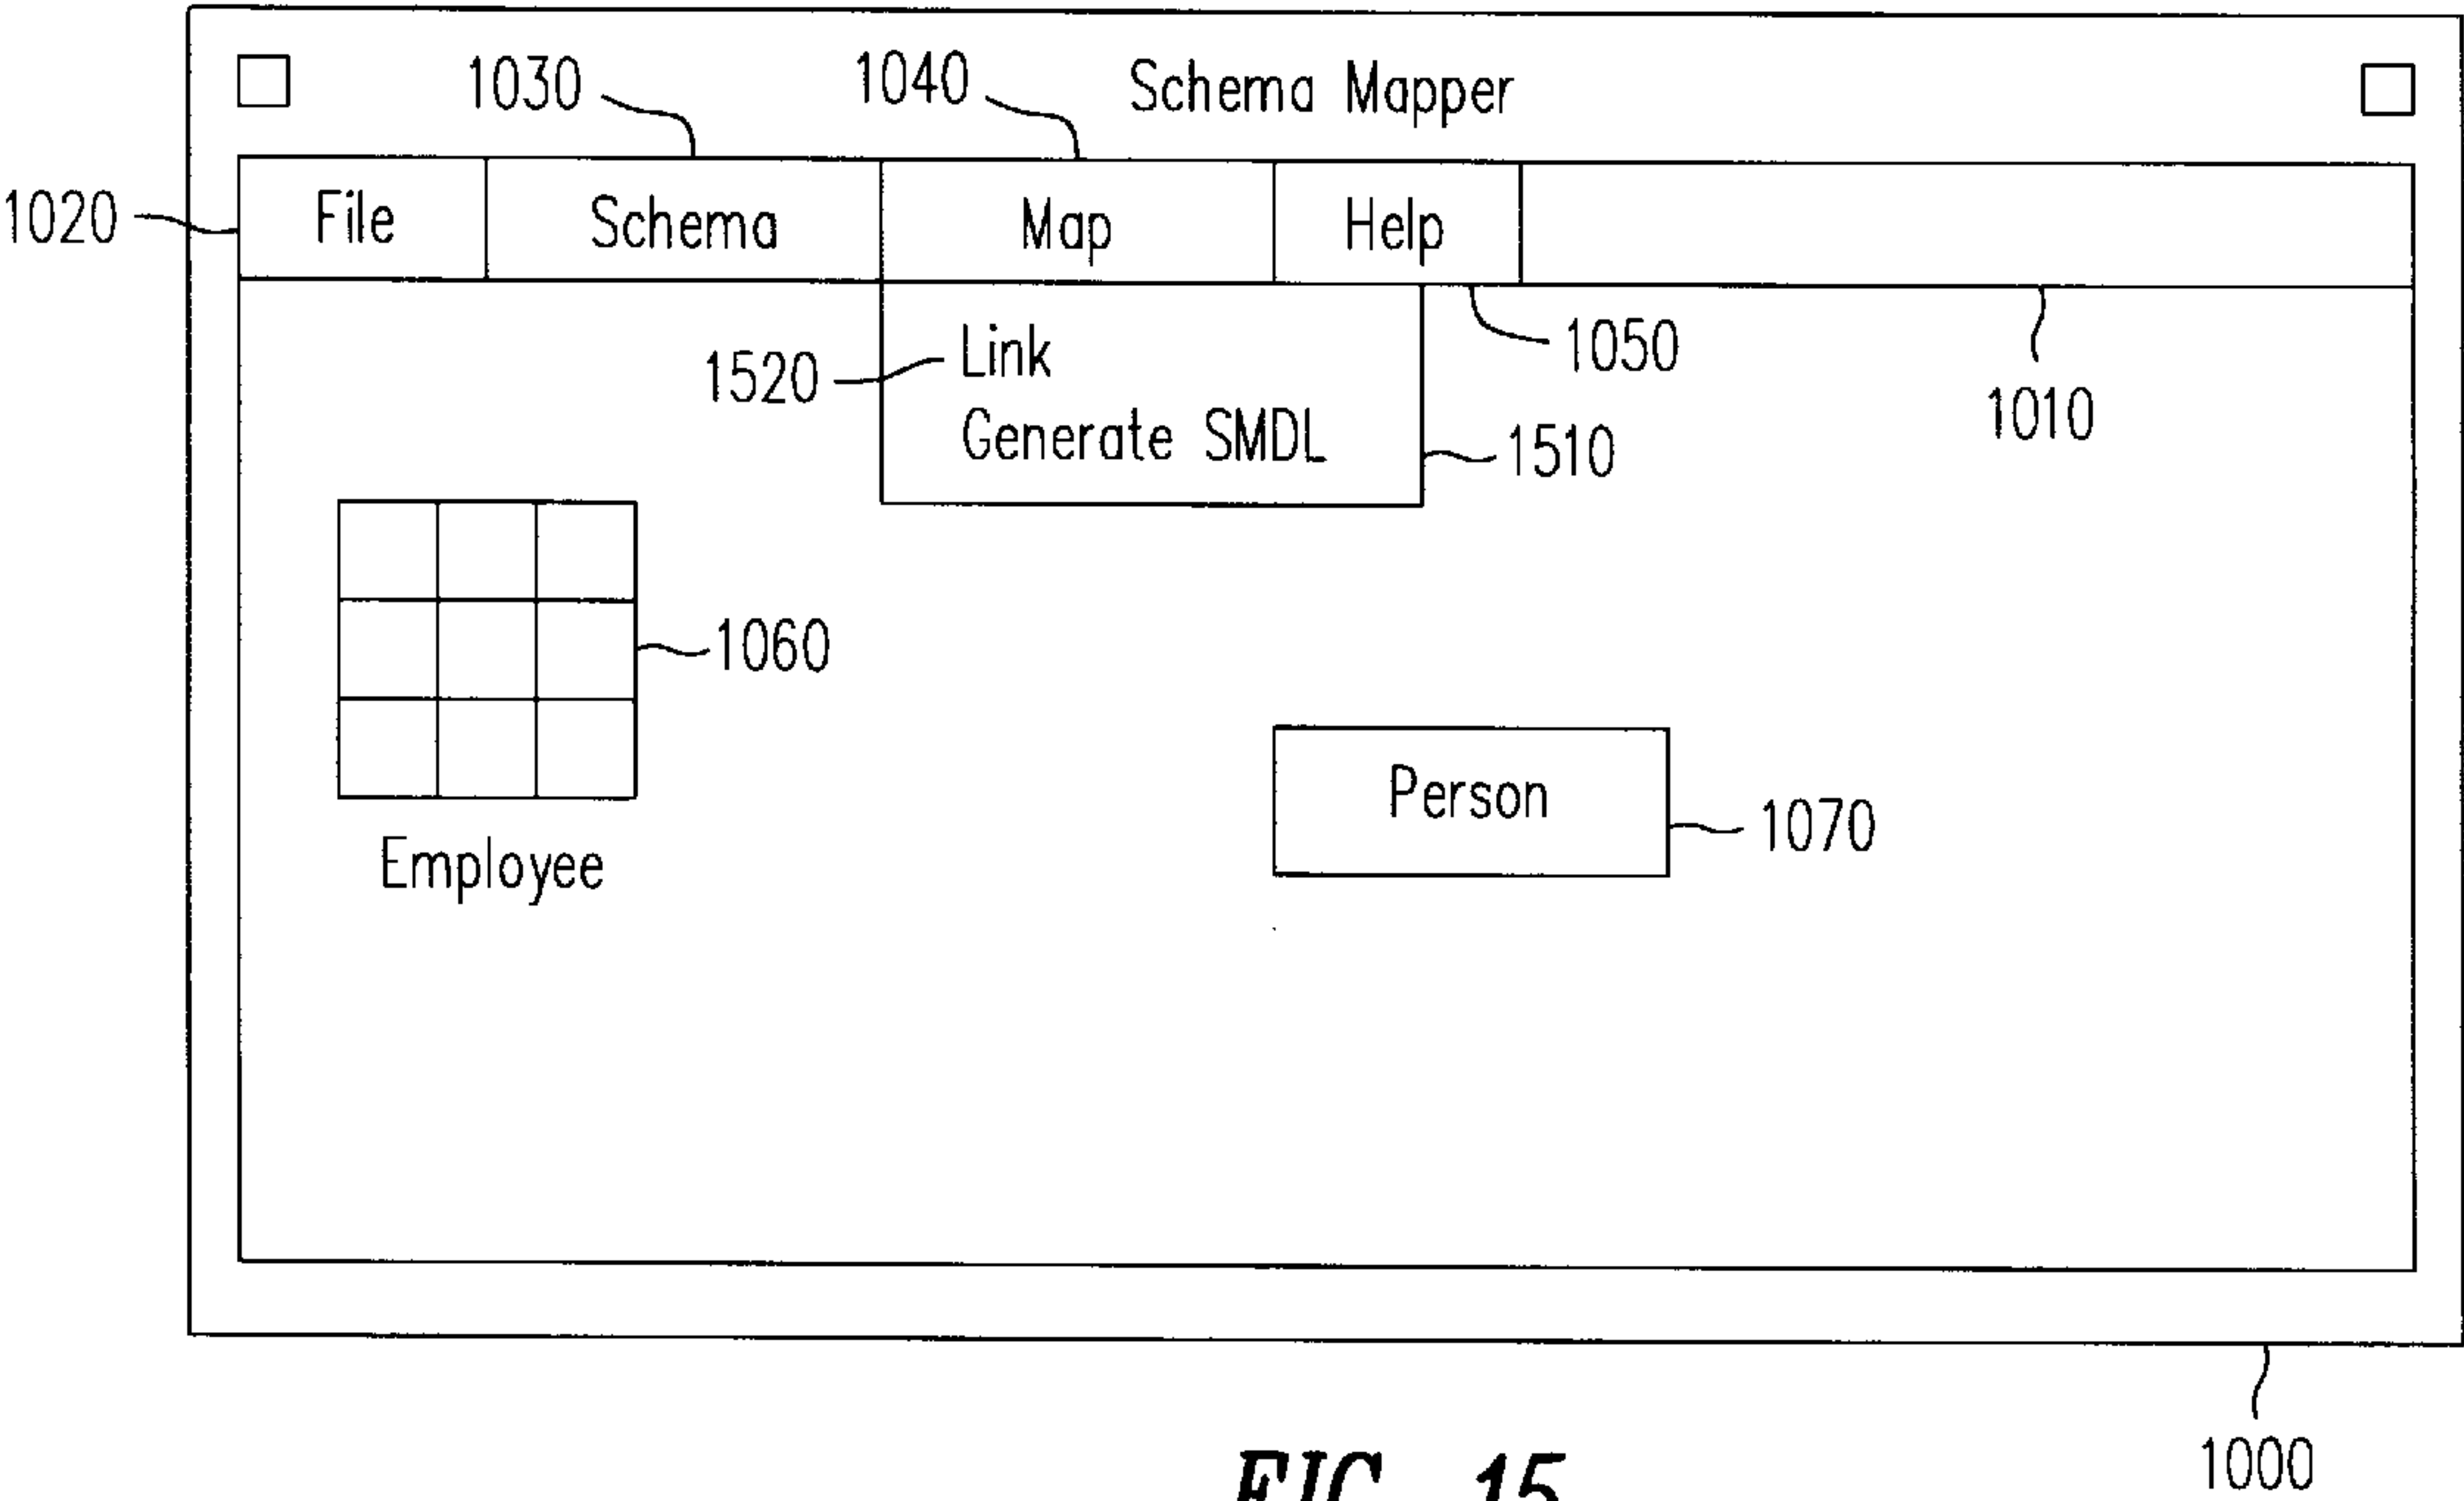 1030 1040 Schema Mapper
1020 File Schema Map Help
1520 Link 1050
1010
Generate SMDL 1510
1060
Person 1070
Employee
1000
FIG. 15